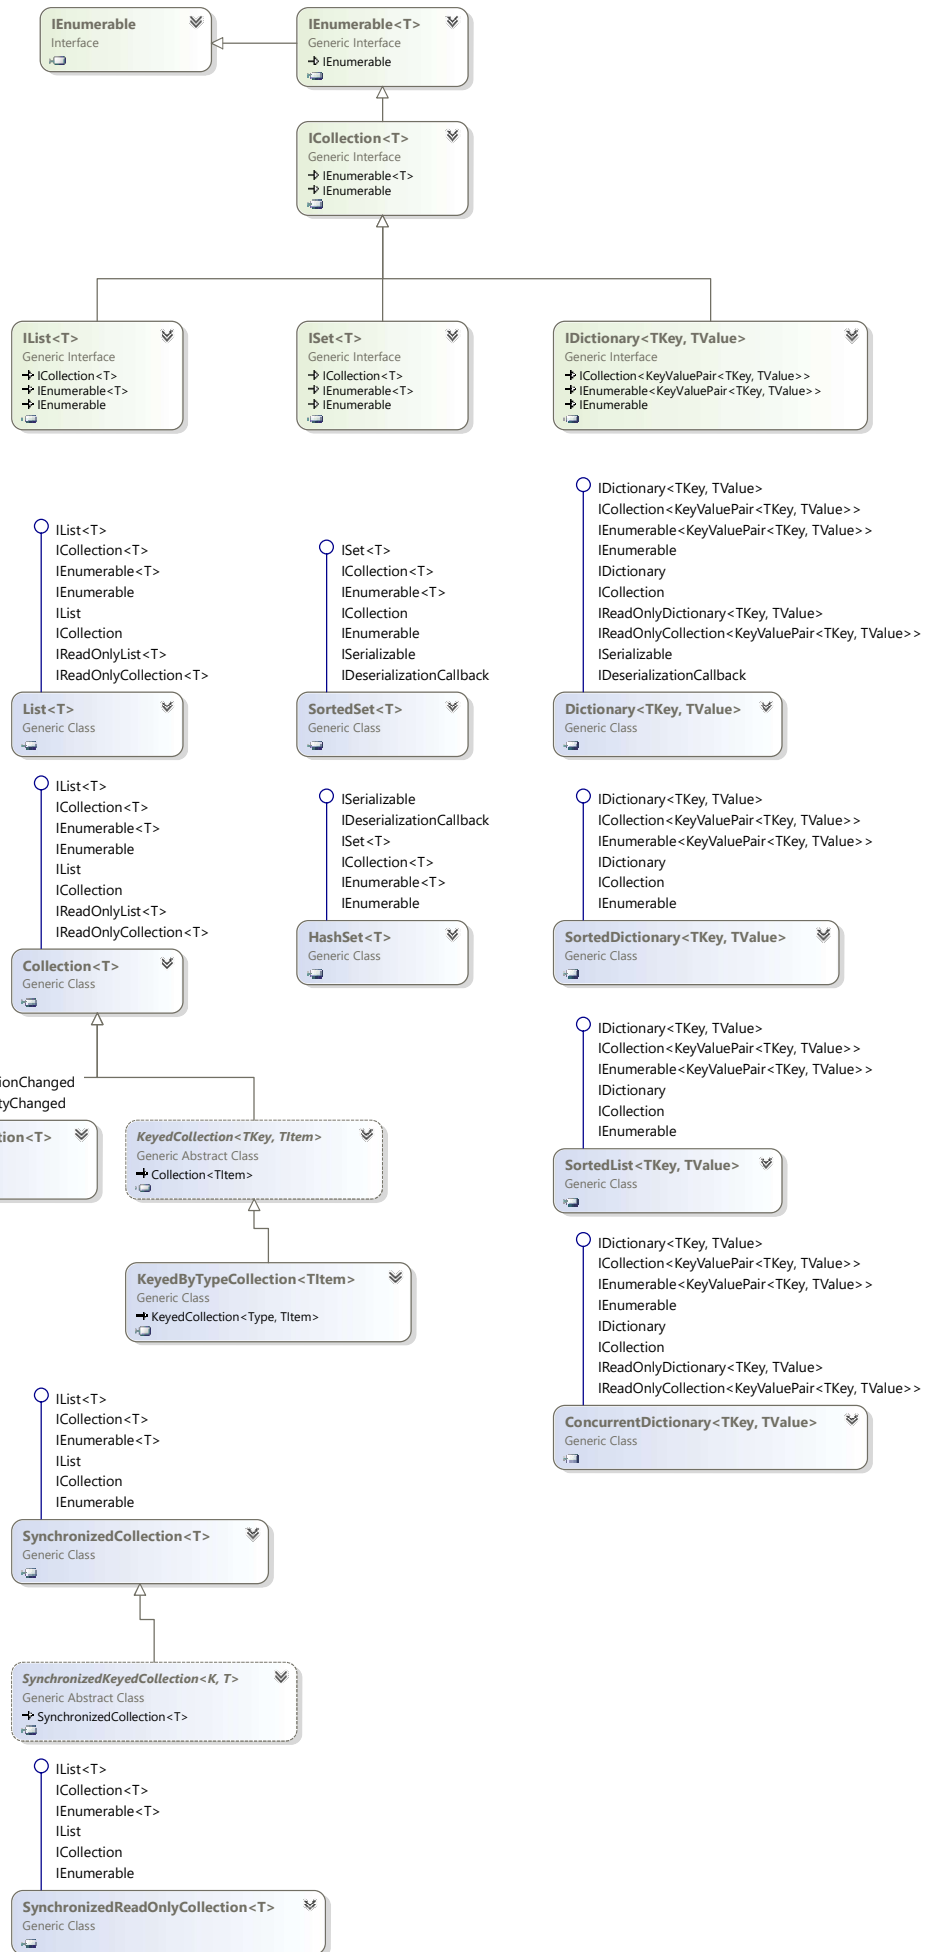 IEnumerable
Interface
IEnumerable<T>
Generic Interface
IEnumerable
ICollection<T>
Generic Interface
IEnumerable<T>
IEnumerable
IList<T>
Generic Interface
ICollection<T>
IEnumerable<T>
IEnumerable
ISet<T>
Generic Interface
ICollection<T>
IEnumerable<T>
IEnumerable
IDictionary<TKey, TValue>
Generic Interface
ICollection<KeyValuePair<TKey, TValue>>
IEnumerable<KeyValuePair<TKey, TValue>>
IEnumerable
IList<T>
ICollection<T>
IEnumerable<T>
IEnumerable
IList
ICollection
IReadOnlyList<T>
IReadOnlyCollection<T>
List<T>
Generic Class
ISet<T>
ICollection<T>
IEnumerable<T>
ICollection
IEnumerable
ISerializable
IDeserializationCallback
SortedSet<T>
Generic Class
IDictionary<TKey, TValue>
ICollection<KeyValuePair<TKey, TValue>>
IEnumerable<KeyValuePair<TKey, TValue>>
IEnumerable
IDictionary
ICollection
IReadOnlyDictionary<TKey, TValue>
IReadOnlyCollection<KeyValuePair<TKey, TValue>>
ISerializable
IDeserializationCallback
Dictionary<TKey, TValue>
Generic Class
IList<T>
ICollection<T>
IEnumerable<T>
IEnumerable
IList
ICollection
IReadOnlyList<T>
IReadOnlyCollection<T>
Collection<T>
Generic Class
ISerializable
IDeserializationCallback
ISet<T>
ICollection<T>
IEnumerable<T>
IEnumerable
HashSet<T>
Generic Class
IDictionary<TKey, TValue>
ICollection<KeyValuePair<TKey, TValue>>
IEnumerable<KeyValuePair<TKey, TValue>>
IDictionary
ICollection
IEnumerable
SortedDictionary<TKey, TValue>
Generic Class
ionChanged
tyChanged
tion<T>
KeyedCollection<TKey, TItem>
Generic Abstract Class
Collection<TItem>
KeyedByTypeCollection<TItem>
Generic Class
KeyedCollection<Type, TItem>
IDictionary<TKey, TValue>
ICollection<KeyValuePair<TKey, TValue>>
IEnumerable<KeyValuePair<TKey, TValue>>
IDictionary
ICollection
IEnumerable
SortedList<TKey, TValue>
Generic Class
IDictionary<TKey, TValue>
ICollection<KeyValuePair<TKey, TValue>>
IEnumerable<KeyValuePair<TKey, TValue>>
IEnumerable
IDictionary
ICollection
IReadOnlyDictionary<TKey, TValue>
IReadOnlyCollection<KeyValuePair<TKey, TValue>>
ConcurrentDictionary<TKey, TValue>
Generic Class
IList<T>
ICollection<T>
IEnumerable<T>
IList
ICollection
IEnumerable
SynchronizedCollection<T>
Generic Class
SynchronizedKeyedCollection<K, T>
Generic Abstract Class
SynchronizedCollection<T>
IList<T>
ICollection<T>
IEnumerable<T>
IList
ICollection
IEnumerable
SynchronizedReadOnlyCollection<T>
Generic Class